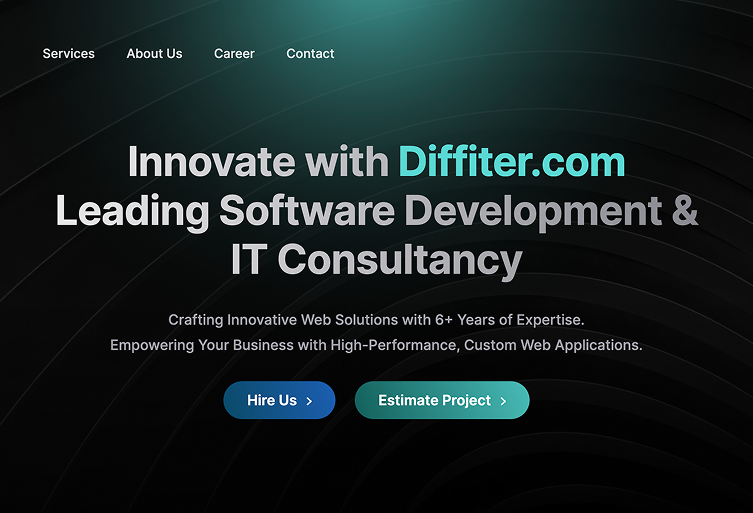 Services About Us Career Contact
Innovate with Diffiter.com
Leading Software Development &
IT Consultancy
Crafting Innovative Web Solutions with 6+ Years of Expertise.
Empowering Your Business with High-Performance, Custom Web Applications.
Hire Us > Estimate Project >